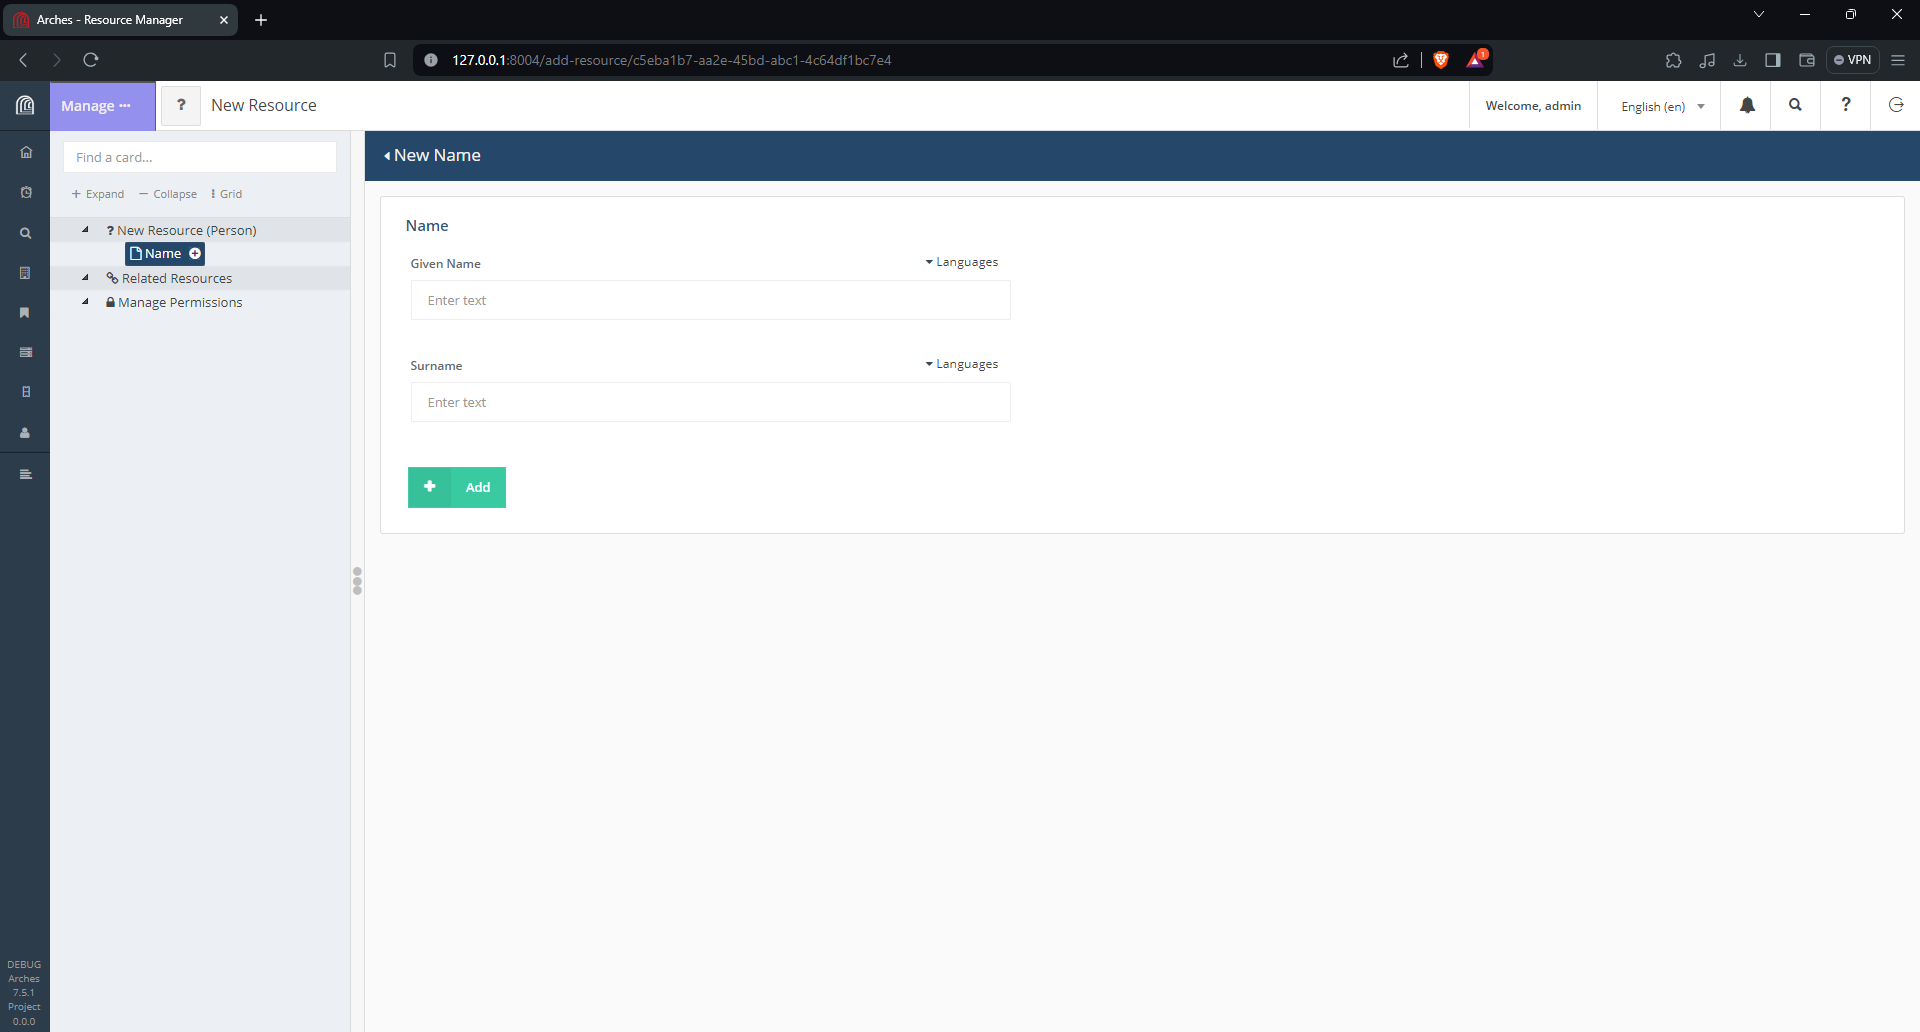 Arches - Resource Manager
127.0.0.1:8004/add-resource/c5eba1b7-aa2e-45bd-abc1-4c64df1bc7e4
1
VPN
Manage ...
? New Resource
Welcome, admin
English (en)
?
Find a card...
+ Expand
− Collapse
Grid
? New Resource (Person)
Name
Related Resources
Manage Permissions
New Name
Name
Given Name
Languages
Enter text
Surname
Languages
Enter text
+ Add
DEBUG
Arches
7.5.1
Project
0.0.0